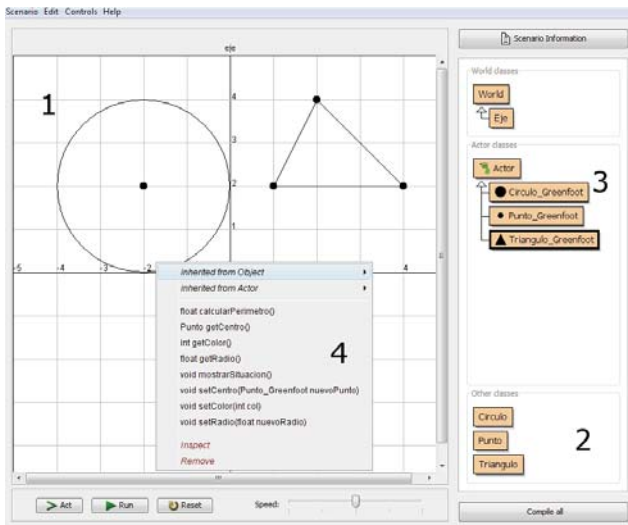 Scenario Edit Controls Help
eje
1
4
3
2
1
-5 -4 -3 -2 4
inherited from Object
inherited from Actor
float calcularPerimetro()
Punto getCentro()
int getColor()
float getRadio()
void mostrarSituacion()
void setCentro(Punto_Greenfoot nuevoPunto)
void setColor(int col)
void setRadio(float nuevoRadio)
Inspect
Remove
4
Act Run Reset Speed:
Scenario Information
World classes
World
Eje
Actor classes
Actor
3
Circulo_Greenfoot
Punto_Greenfoot
Triangulo_Greenfoot
Other classes
Circulo
Punto
2
Triangulo
Compile all